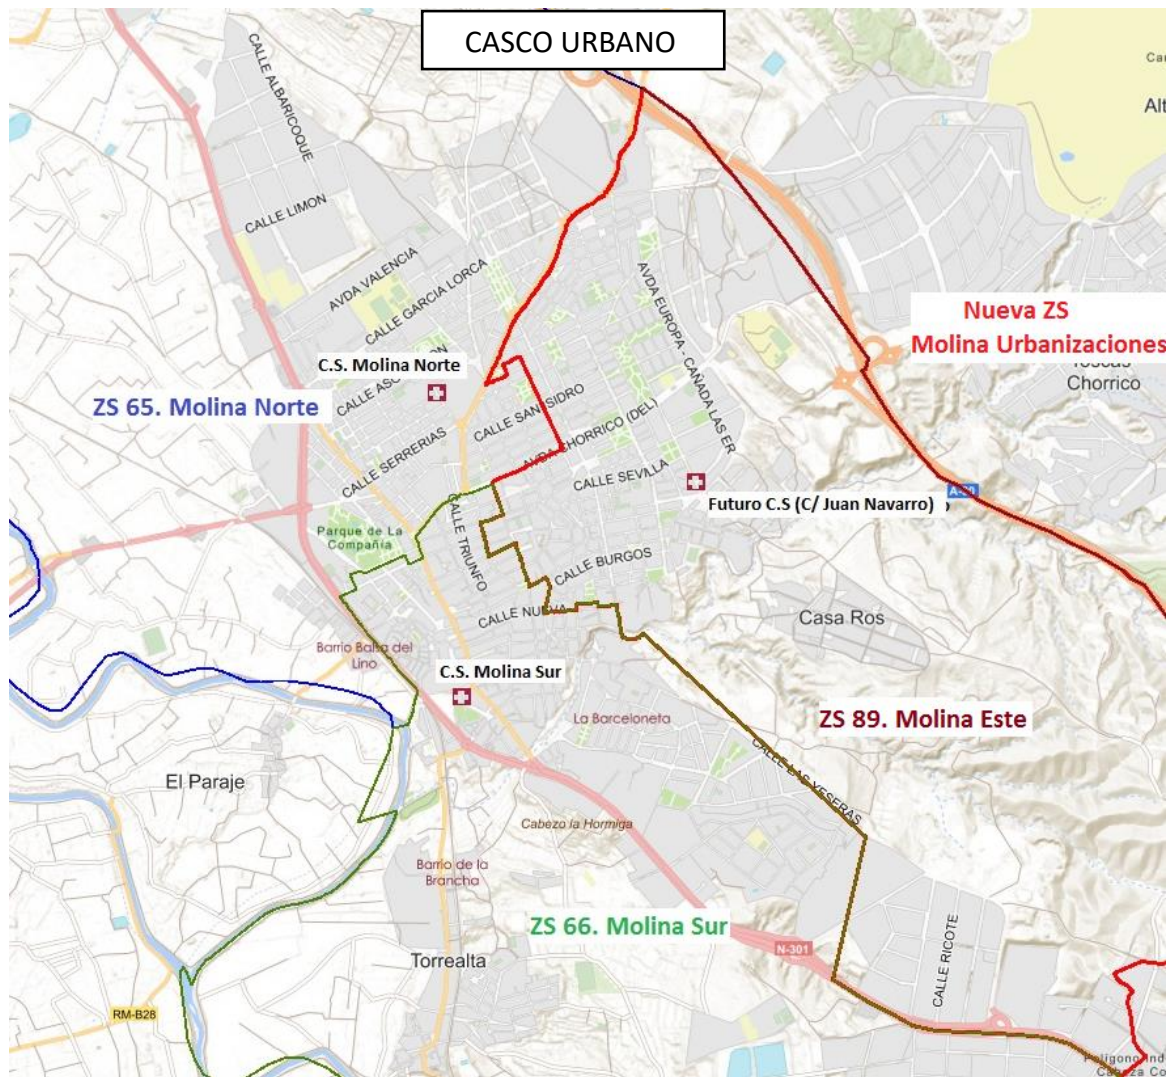 CASCO URBANO
Alt
CALLE ALBARICOQUE
CALLE LIMON
AVDA VALENCIA
CALLE GARCIA LORCA
AVDA EUROPA - CAÑADA LAS ER
Nueva ZS
Molina Urbanizaciones
Chorrico
C.S. Molina Norte
ZS 65. Molina Norte
CALLE SAN ISIDRO
AVDA CHORRICO (DEL)
CALLE SERRERIAS
CALLE SEVILLA
Futuro C.S (C/ Juan Navarro)
Parque de La
Compañía
CALLE TRIUNFO
CALLE BURGOS
CALLE NUEVA
Casa Ros
Barrio Balsa del
Lino
C.S. Molina Sur
La Barceloneta
ZS 89. Molina Este
CALLE LAS YESERAS
El Paraje
Cabezo la Hormiga
Barrio de la
Brancha
ZS 66. Molina Sur
N-301
CALLE RICOTE
Torrealta
RM-B28